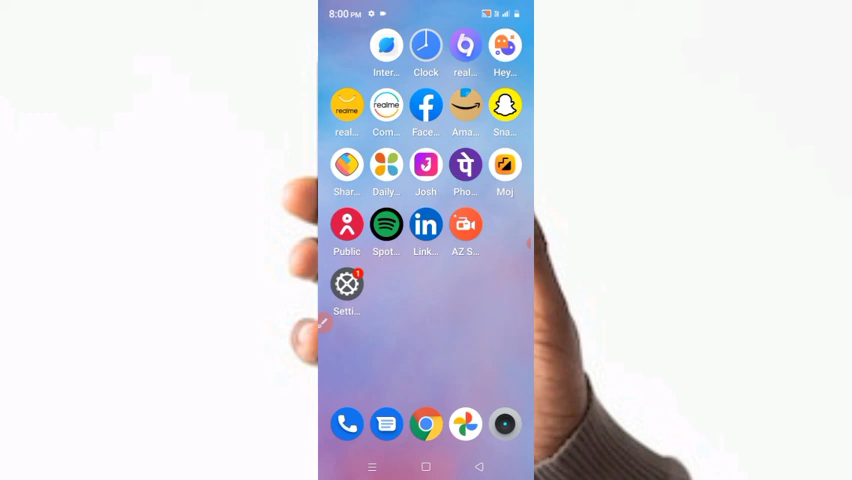 8:00 PM
Inter... Clock real... Hey...
realme realme
real... Com... Face... Ama... Sna...
Shar... Daily... Josh Pho... Moj
पे
in
Public Spot... Link... AZ S...
1
Setti...